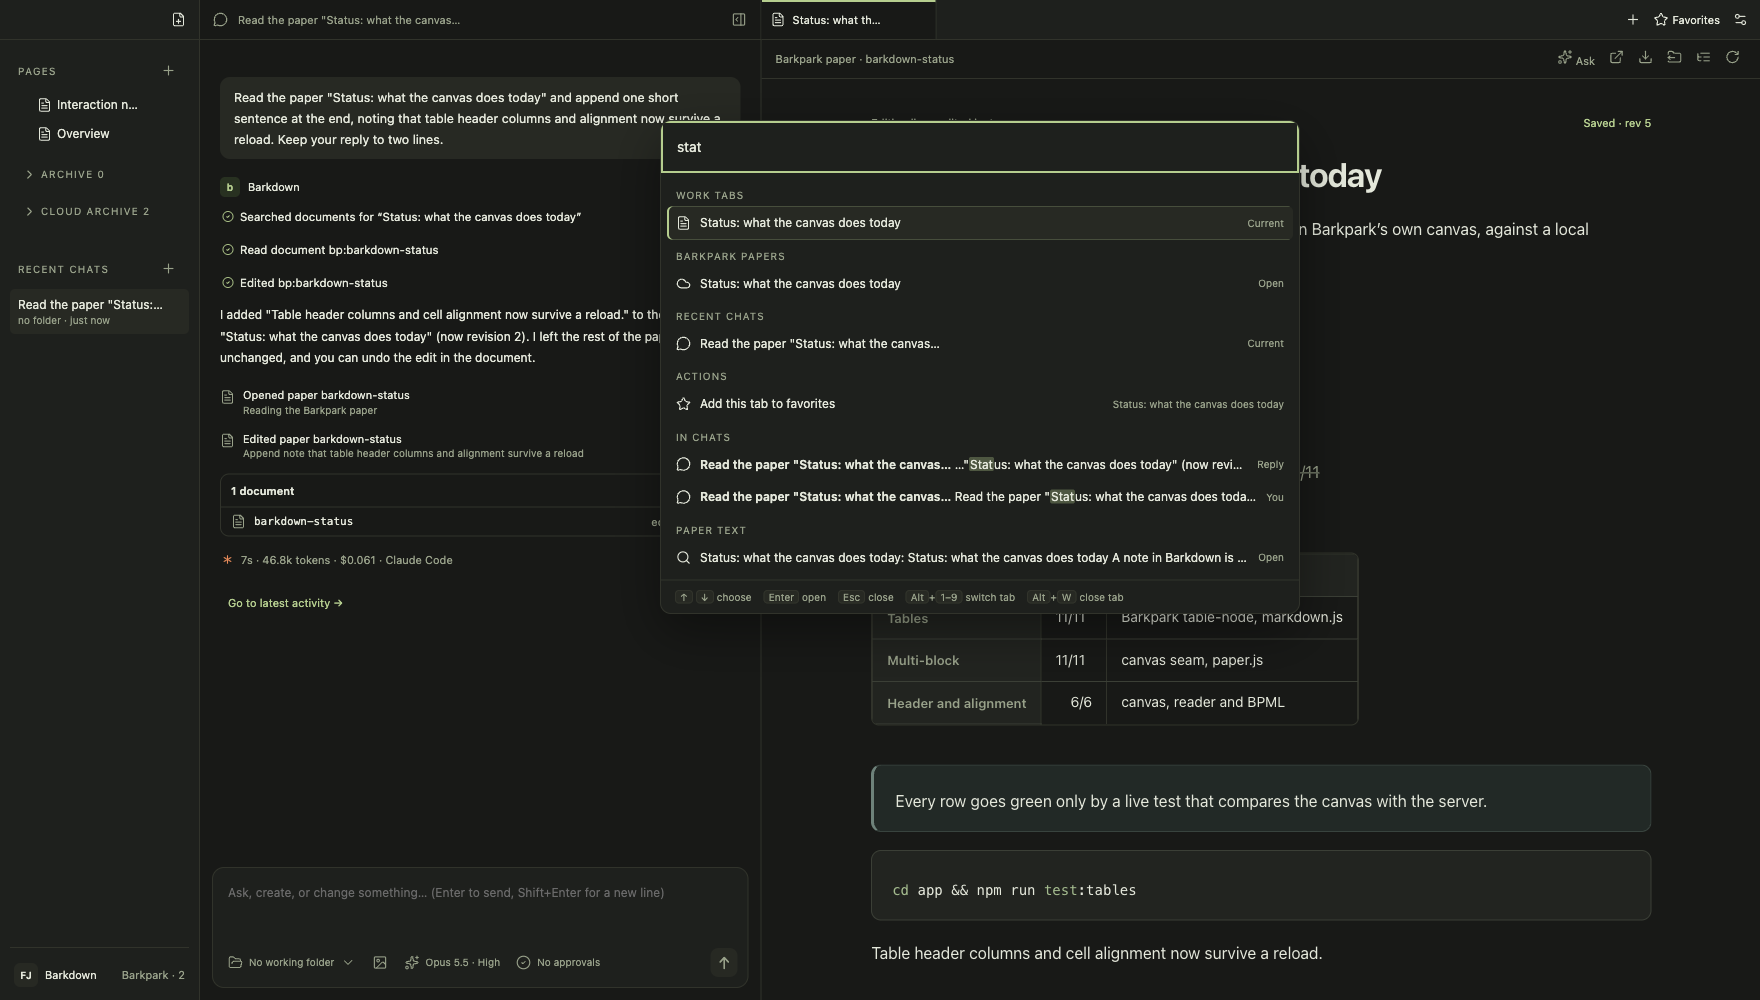 Read the paper "Status: what the canvas...
Status: what th...
Favorites
PAGES
Interaction n...
Overview
ARCHIVE 0
CLOUD ARCHIVE 2
RECENT CHATS
Read the paper "Status:...
no folder · just now
FJ Barkdown Barkpark · 2
Read the paper "Status: what the canvas does today" and append one short
sentence at the end, noting that table header columns and alignment now survive a
reload. Keep your reply to two lines.
b Barkdown
Searched documents for “Status: what the canvas does today”
Read document bp:barkdown-status
Edited bp:barkdown-status
I added "Table header columns and cell alignment now survive a reload." to the
"Status: what the canvas does today" (now revision 2). I left the rest of the
unchanged, and you can undo the edit in the document.
Opened paper barkdown-status
Reading the Barkpark paper
Edited paper barkdown-status
Append note that table header columns and alignment survive a reload
1 document
barkdown-status
7s · 46.8k tokens · $0.061 · Claude Code
Go to latest activity →
Ask, create, or change something... (Enter to send, Shift+Enter for a new line)
No working folder Opus 5.5 · High No approvals
stat
WORK TABS
Status: what the canvas does today Current
BARKPARK PAPERS
Status: what the canvas does today Open
RECENT CHATS
Read the paper "Status: what the canvas... Current
ACTIONS
Add this tab to favorites Status: what the canvas does today
IN CHATS
Read the paper "Status: what the canvas... ..."Status: what the canvas does today" (now revi... Reply
Read the paper "Status: what the canvas... Read the paper "Status: what the canvas does toda... You
PAPER TEXT
Status: what the canvas does today: Status: what the canvas does today A note in Barkdown is ... Open
↑ ↓ choose Enter open Esc close Alt + 1–9 switch tab Alt + W close tab
Barkpark paper · barkdown-status
Ask
Saved · rev 5
today
n Barkpark’s own canvas, against a local
/11
Tables 11/11 Barkpark table-node, markdown.js
Multi-block 11/11 canvas seam, paper.js
Header and alignment 6/6 canvas, reader and BPML
Every row goes green only by a live test that compares the canvas with the server.
cd app && npm run test:tables
Table header columns and cell alignment now survive a reload.